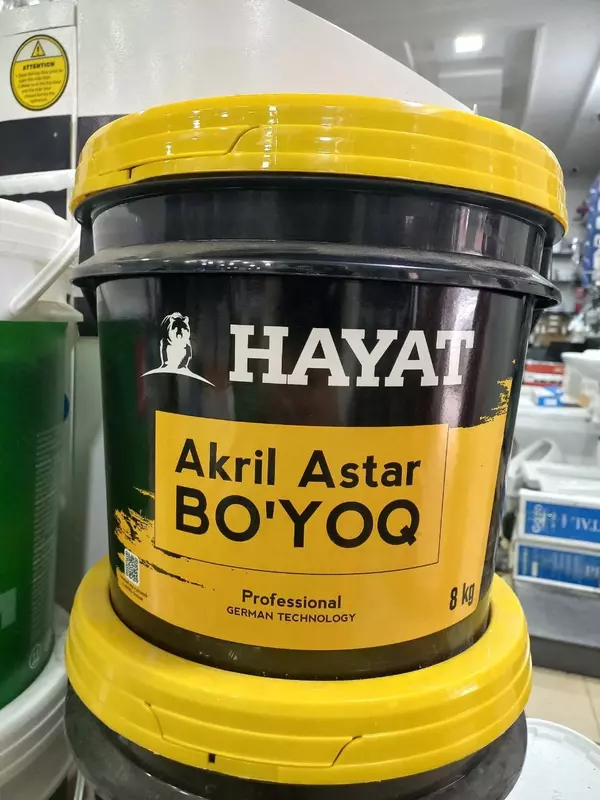 ATTENTION
HAYAT
Akril Astar
BO'YOQ
Professional
GERMAN TECHNOLOGY
8 kg